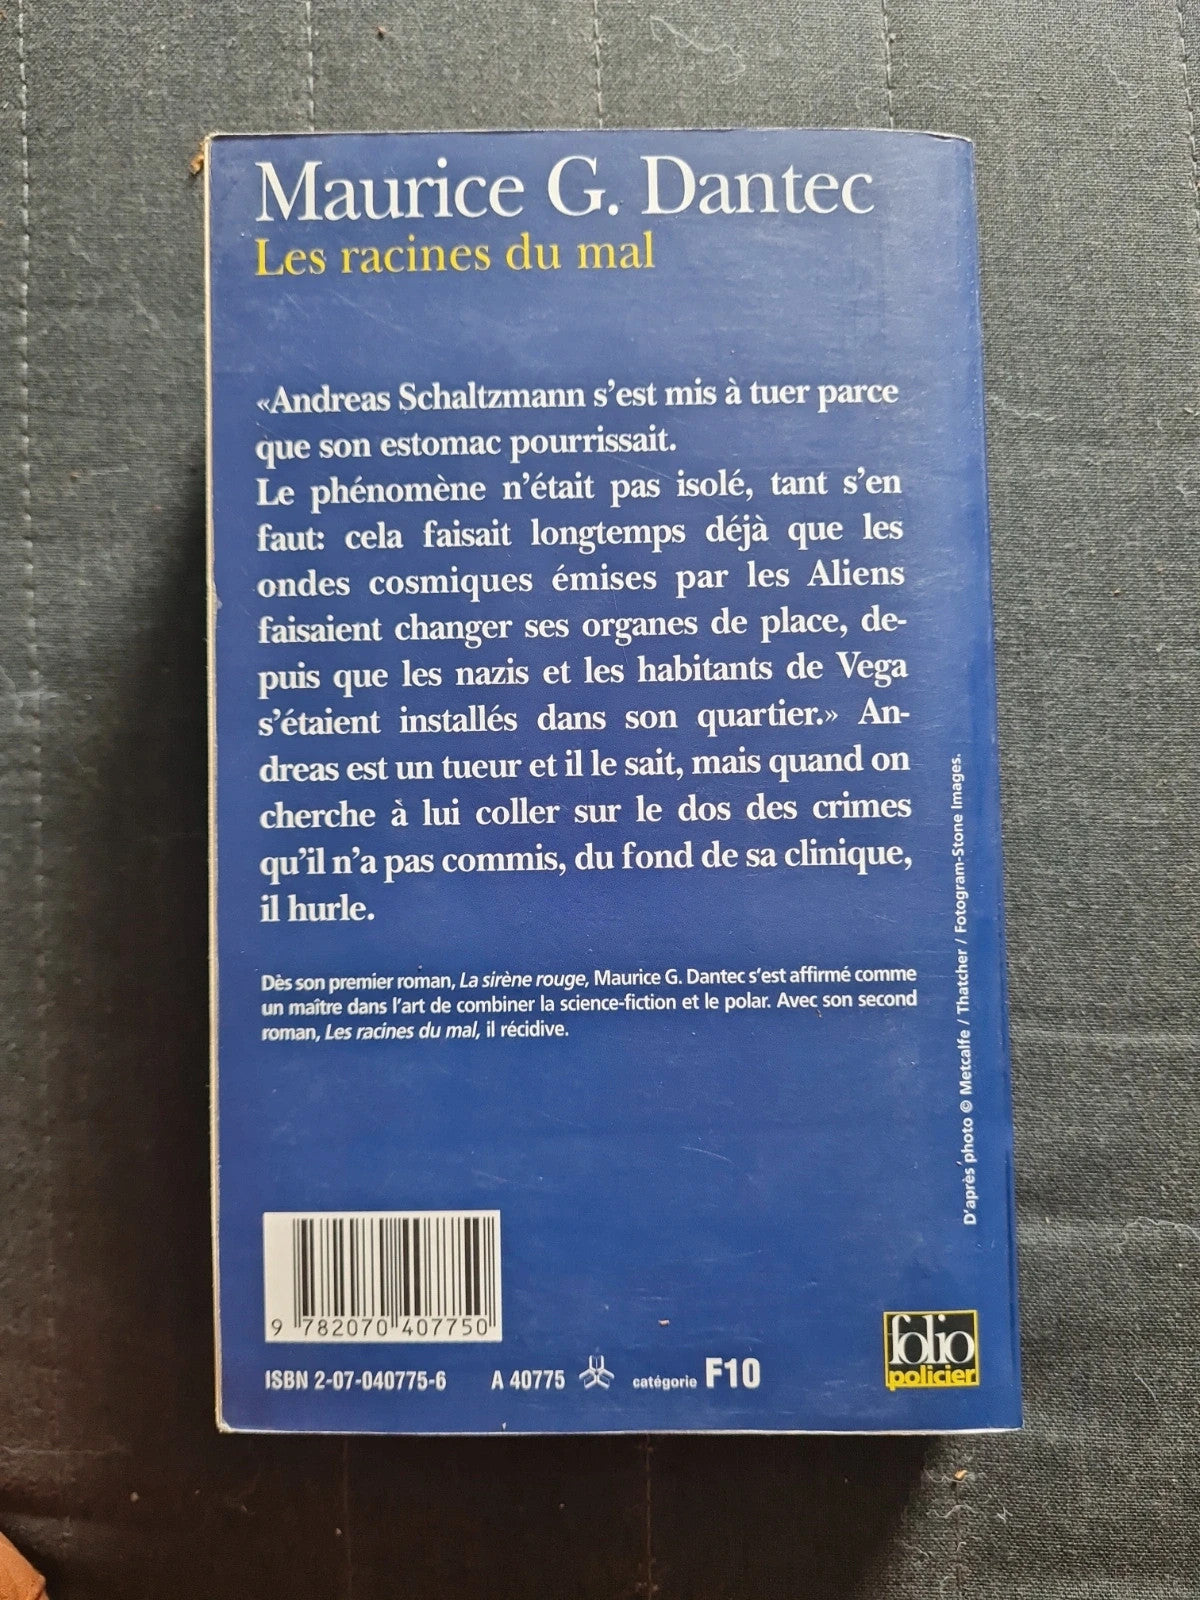 Maurice G. Dantec
Les racines du mal
«Andreas Schaltzmann s'est mis à tuer parce
que son estomac pourrissait.
Le phénomène n'était pas isolé, tant s'en
faut: cela faisait longtemps déjà que les
ondes cosmiques émises par les Aliens
faisaient changer ses organes de place, de-
puis que les nazis et les habitants de Vega
s'étaient installés dans son quartier.» An-
dreas est un tueur et il le sait, mais quand on
cherche à lui coller sur le dos des crimes
qu'il n'a pas commis, du fond de sa clinique,
il hurle.
Dès son premier roman, La sirène rouge, Maurice G. Dantec s'est affirmé comme
un maître dans l'art de combiner la science-fiction et le polar. Avec son second
roman, Les racines du mal, il récidive.
D'après photo © Metcalfe / Thatcher / Fotogram-Stone Images.
9 782070 407750
ISBN 2-07-040775-6 A 40775 catégorie F10
folio
policier